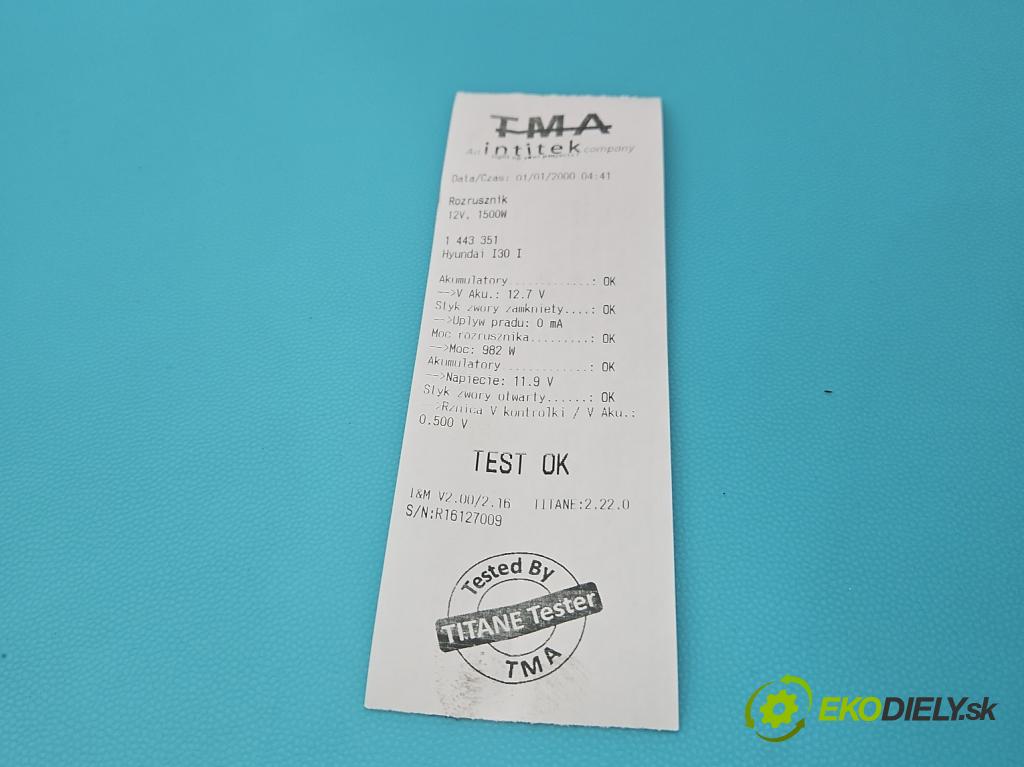 TMA
An intitek company
Data/Czas: 01/01/2000 04:41
Rozrusznik
12V, 1500W
1 443 351
Hyundai I30 I
Akumulatory............: OK
-->V Aku.: 12.7 V
Styk zwory zamkniety....: OK
-->Uplyw pradu: 0 mA
Moc rozrusznika.........: OK
-->Moc: 982 W
Akumulatory............: OK
-->Napiecie: 11.9 V
Styk zwory otwarty......: OK
->Rznica V kontrolki / V Aku.:
0.500 V
TEST OK
I&M V2.00/2.16 TITANE:2.22.0
S/N:R16127009
Tested By
TITANE Tester
TMA
EKODIELY.sk